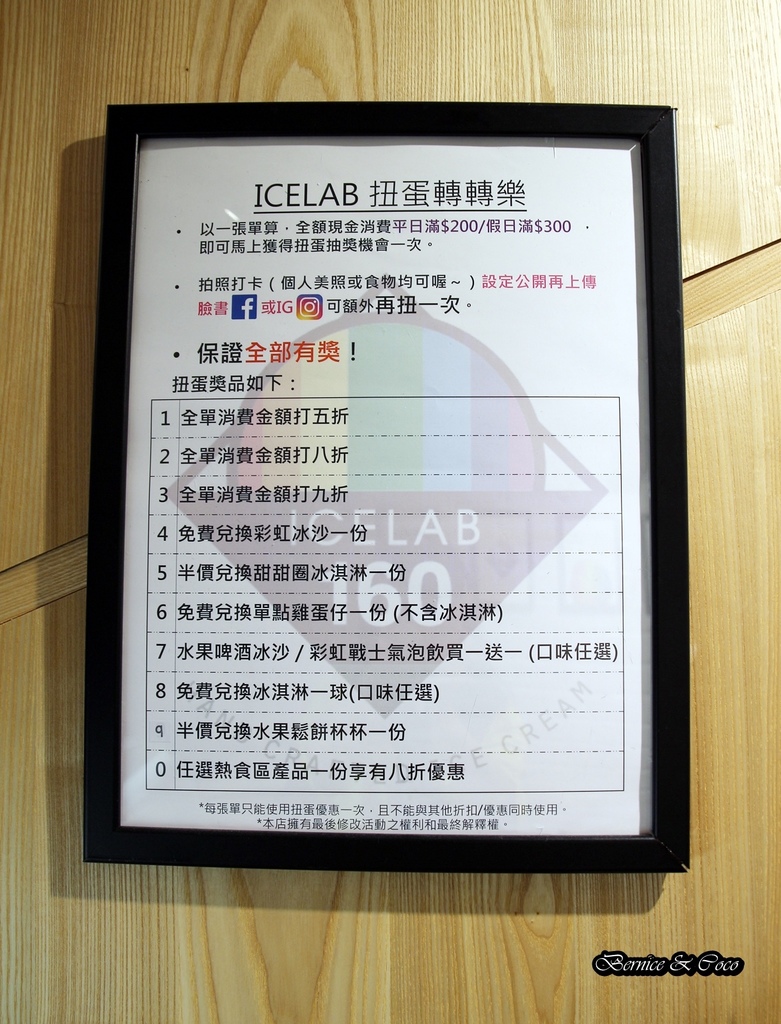 ICELAB 扭蛋轉轉樂
• 以一張單算，全額現金消費平日滿$200/假日滿$300 ，
即可馬上獲得扭蛋抽獎機會一次。
• 拍照打卡（個人美照或食物均可喔～）設定公開再上傳
臉書 f 或IG 可額外再扭一次。
• 保證全部有獎！
扭蛋獎品如下：
1 全單消費金額打五折
2 全單消費金額打八折
3 全單消費金額打九折
4 免費兌換彩虹冰沙一份
5 半價兌換甜甜圈冰淇淋一份
6 免費兌換單點雞蛋仔一份 (不含冰淇淋)
7 水果啤酒冰沙 / 彩虹戰士氣泡飲買一送一 (口味任選)
8 免費兌換冰淇淋一球(口味任選)
9 半價兌換水果鬆餅杯杯一份
0 任選熱食區產品一份享有八折優惠
*每張單只能使用扭蛋優惠一次，且不能與其他折扣/優惠同時使用。
*本店擁有最後修改活動之權利和最終解釋權。
ICELAB
160
CREAM
Bernice & Coco